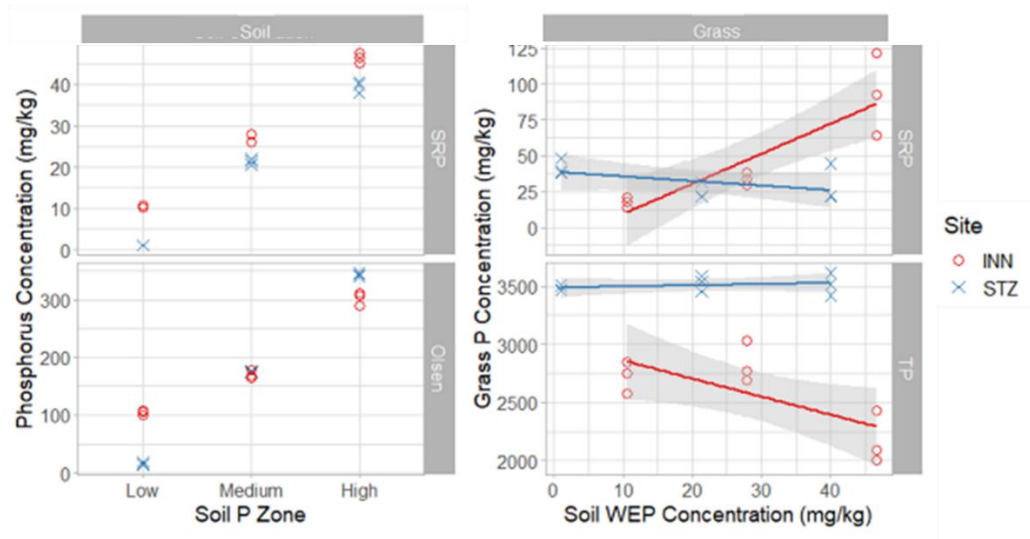 Soil
Grass
Phosphorus Concentration (mg/kg)
40
30
20
10
0
SRP
300
200
100
0
Olsen
Low
Medium
High
Soil P Zone
Grass P Concentration (mg/kg)
125
100
75
50
25
0
SRP
3500
3000
2500
2000
TP
0
10
20
30
40
Soil WEP Concentration (mg/kg)
Site
INN
STZ